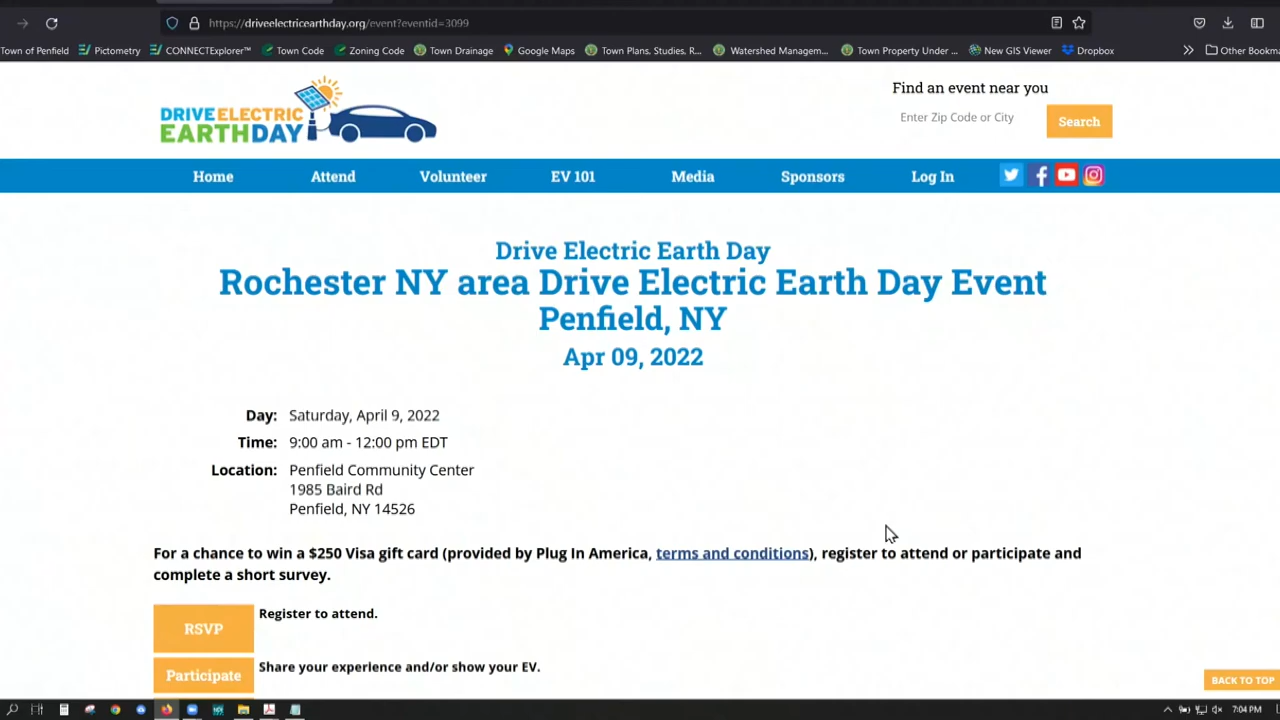 https://driveelectricearthday.org/event?eventid=3099
Town of Penfield Pictometry CONNECTExplorer™ Town Code Zoning Code Town Drainage Google Maps Town Plans, Studies, R... Watershed Managem... Town Property Under ... New GIS Viewer Dropbox Other Bookma
DRIVE ELECTRIC
EARTHDAY
Find an event near you
Enter Zip Code or City
Search
Home Attend Volunteer EV 101 Media Sponsors Log In
Drive Electric Earth Day
Rochester NY area Drive Electric Earth Day Event
Penfield, NY
Apr 09, 2022
Day: Saturday, April 9, 2022
Time: 9:00 am - 12:00 pm EDT
Location: Penfield Community Center
1985 Baird Rd
Penfield, NY 14526
For a chance to win a $250 Visa gift card (provided by Plug In America, terms and conditions), register to attend or participate and
complete a short survey.
RSVP
Register to attend.
Participate
Share your experience and/or show your EV.
BACK TO TOP
7:04 PM